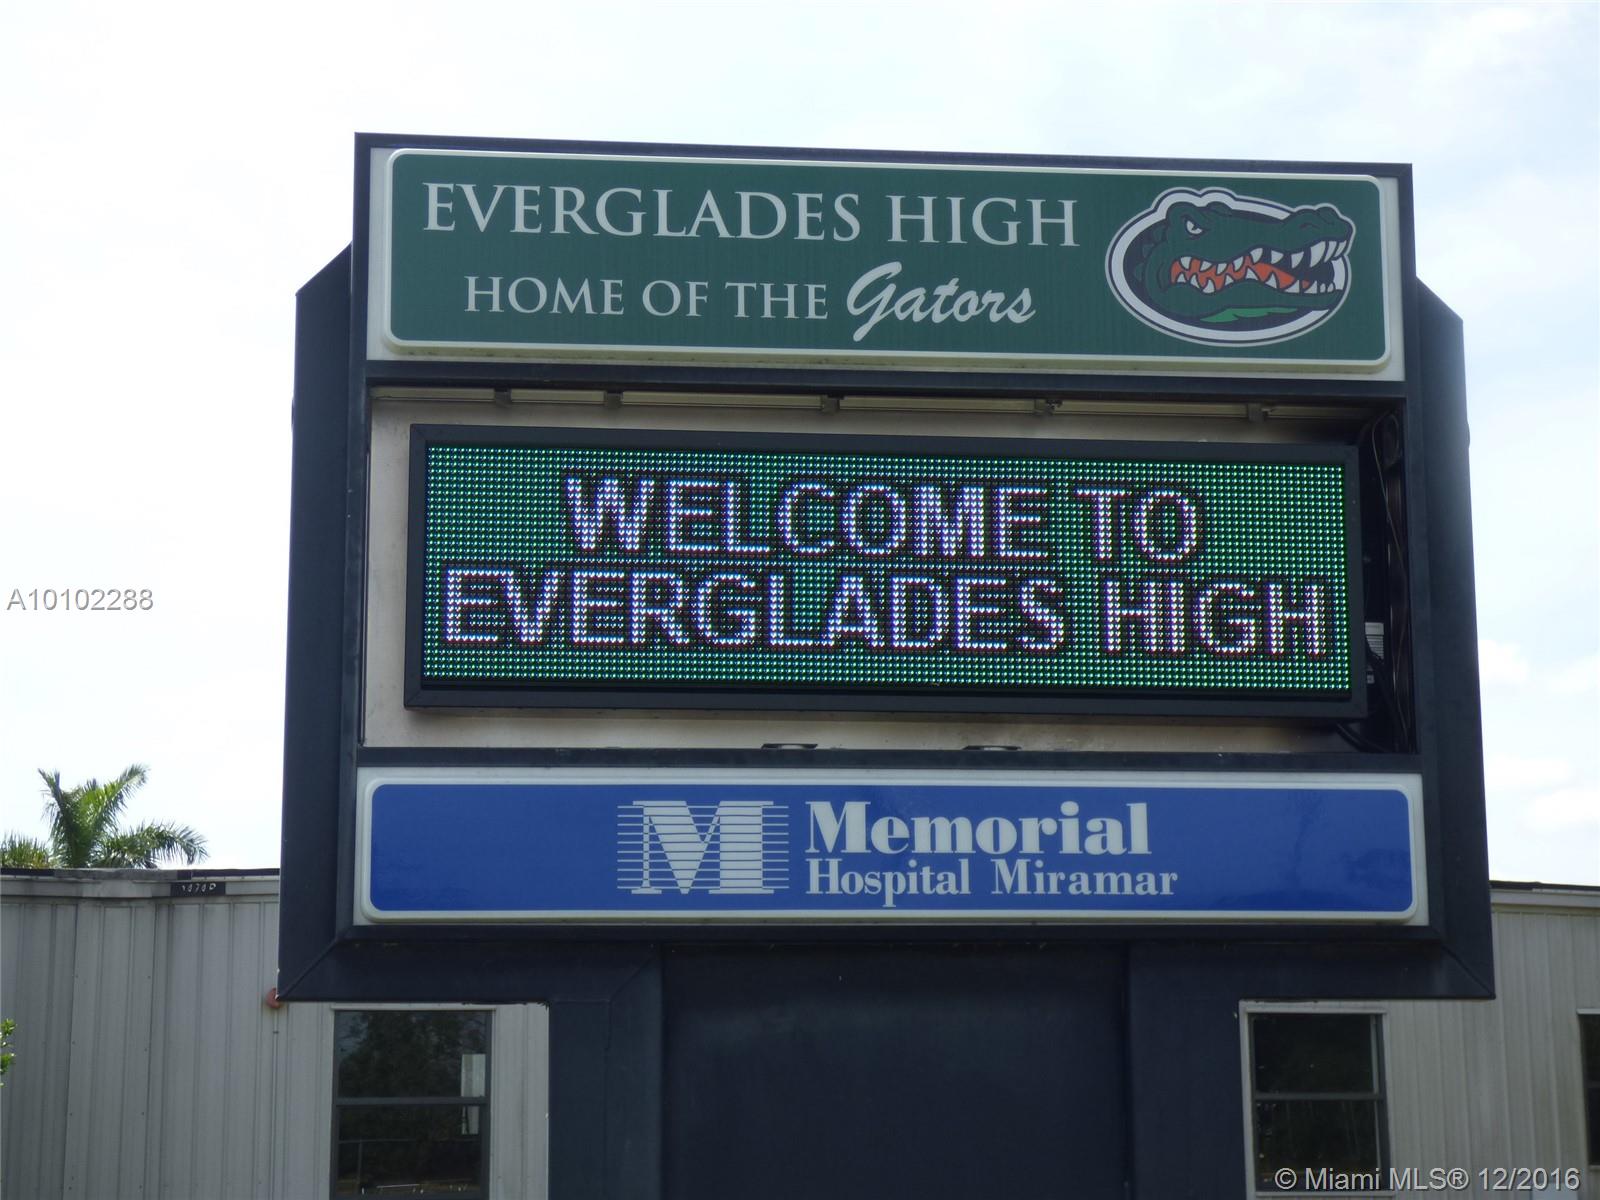 EVERGLADES HIGH
HOME OF THE Gators
WELCOME TO
EVERGLADES HIGH
A10102288
M Memorial
Hospital Miramar
© Miami MLS® 12/2016